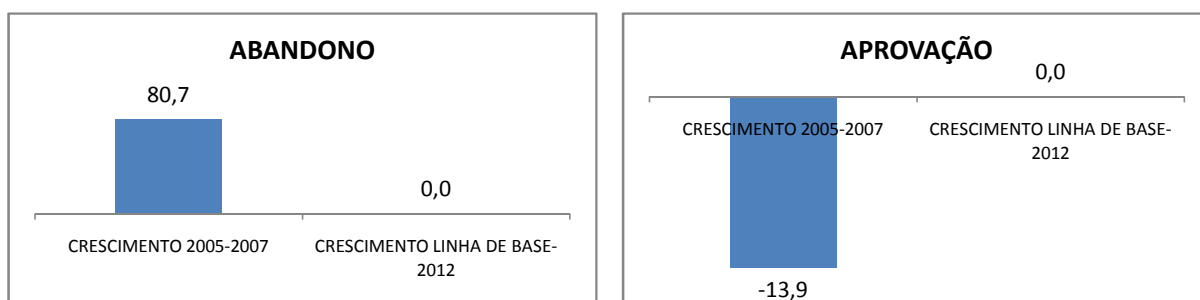 ABANDONO
80,7
0,0
CRESCIMENTO 2005-2007
CRESCIMENTO LINHA DE BASE-
2012
APROVAÇÃO
0,0
CRESCIMENTO 2005-2007
CRESCIMENTO LINHA DE BASE-
2012
-13,9